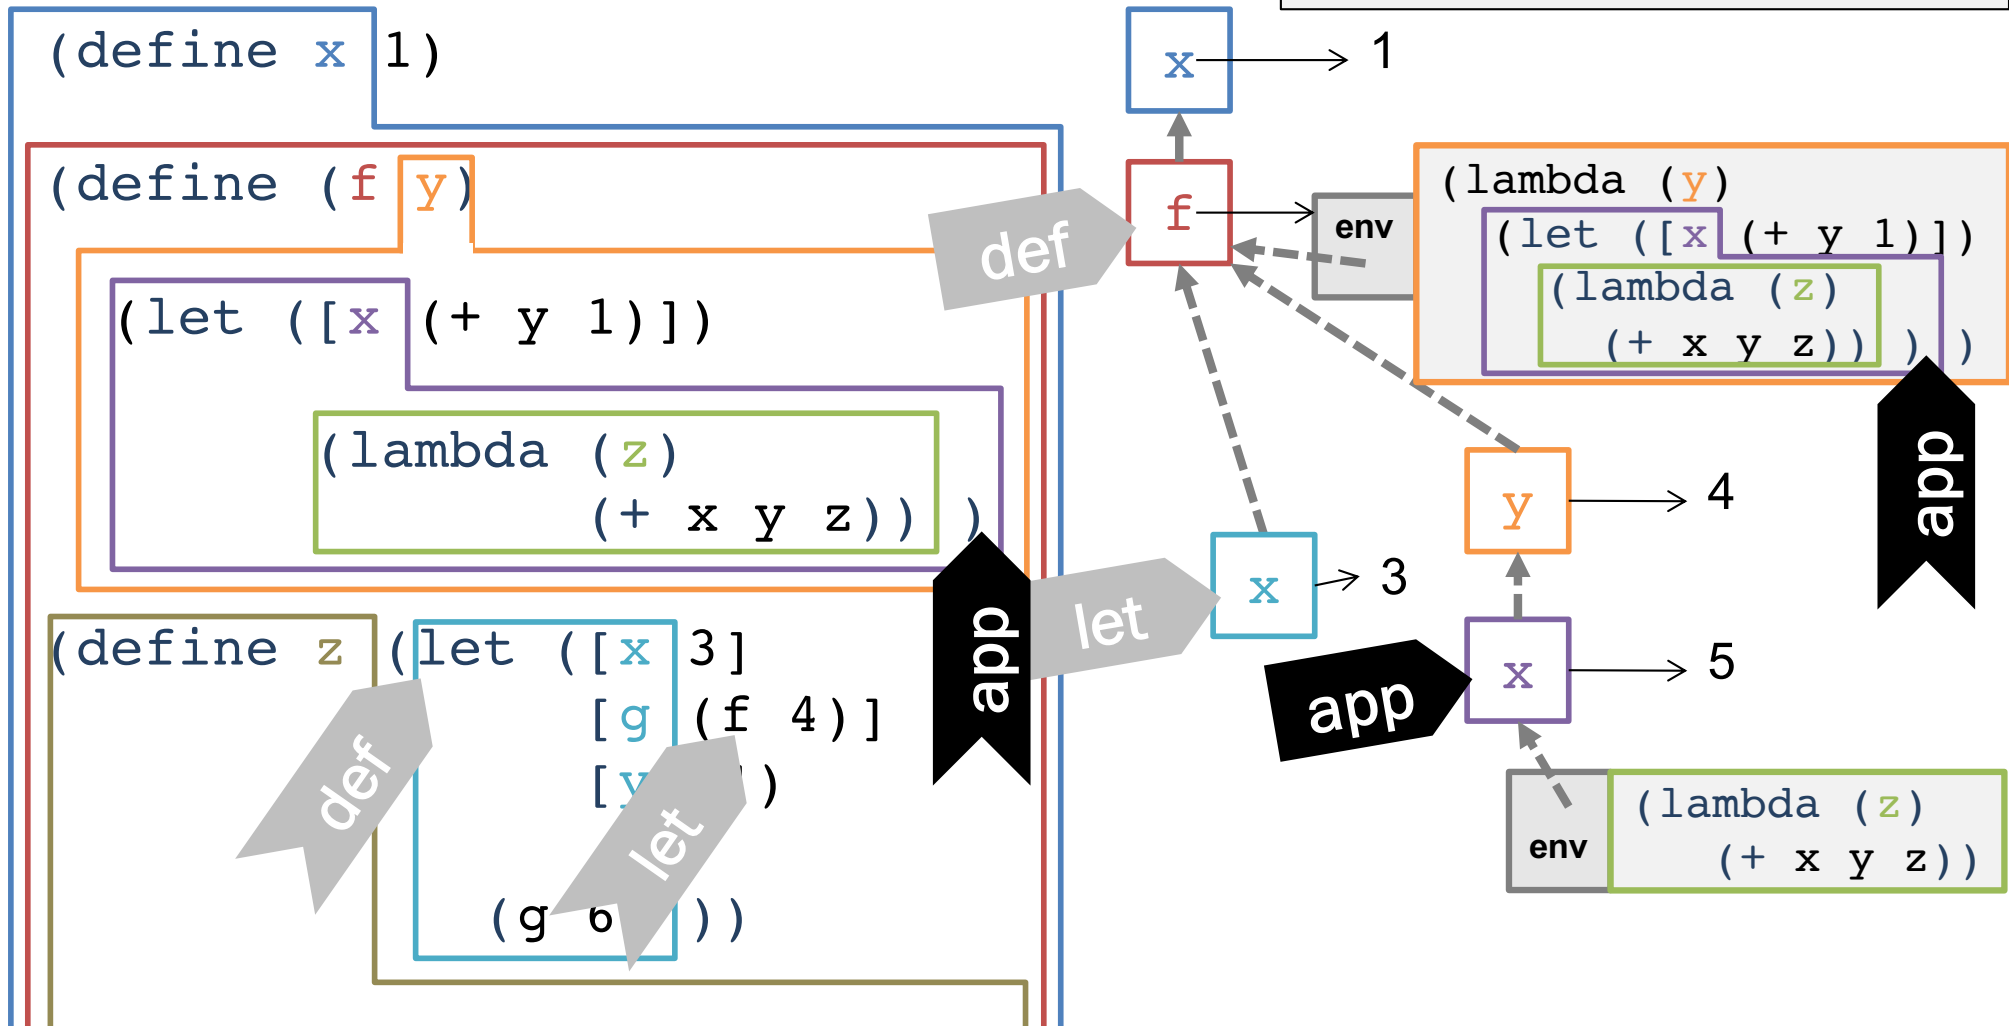 (define x 1)
(define (f y)
(let ([x (+ y 1)])
(lambda (z)
(+ x y z)) )
(define z (let ([x 3]
[g (f 4)]
[y )
(g 6 ))
def
let
app
x 1
def
f
env
(lambda (y)
(let ([x (+ y 1)])
(lambda (z)
(+ x y z)) ) )
app
y 4
let
x 3
app
x 5
env
(lambda (z)
(+ x y z))